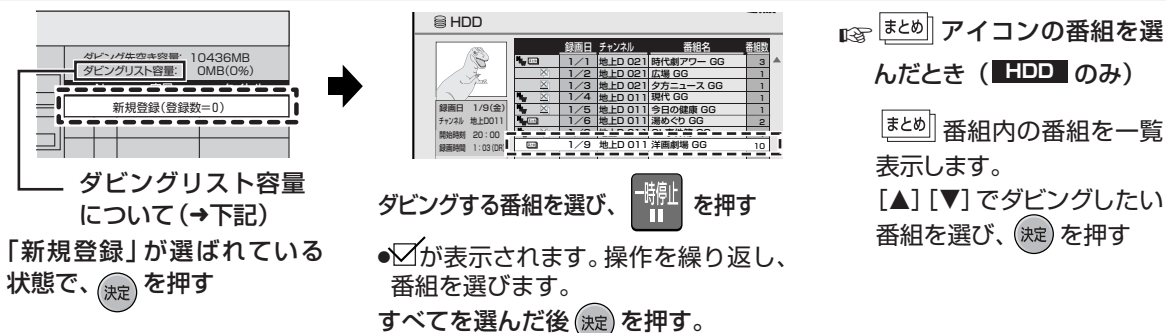 ダビング先空き容量: 10436MB
ダビングリスト容量: 0MB(0%)
新規登録(登録数=0)
ダビングリスト容量
について(➜下記)
「新規登録」が選ばれている
状態で、決定を押す
HDD
録画日 チャンネル 番組名 番組数
1/1 地上D 021 時代劇アワー GG 3
1/2 地上D 021 広場 GG 1
1/3 地上D 021 夕方ニュース GG 1
1/4 地上D 011 現代 GG 1
1/5 地上D 011 今日の健康 GG 1
1/6 地上D 011 湯めぐり GG 2
1/9 地上D 011 洋画劇場 GG 10
録画日 1/9(金)
チャンネル 地上D011
開始時刻 20:00
録画時間 1:03(DR)
ダビングする番組を選び、一時停止を押す
●☑が表示されます。操作を繰り返し、
番組を選びます。
すべてを選んだ後決定を押す。
☞まとめアイコンの番組を選
んだとき(HDDのみ)
まとめ番組内の番組を一覧
表示します。
[▲][▼]でダビングしたい
番組を選び、決定を押す